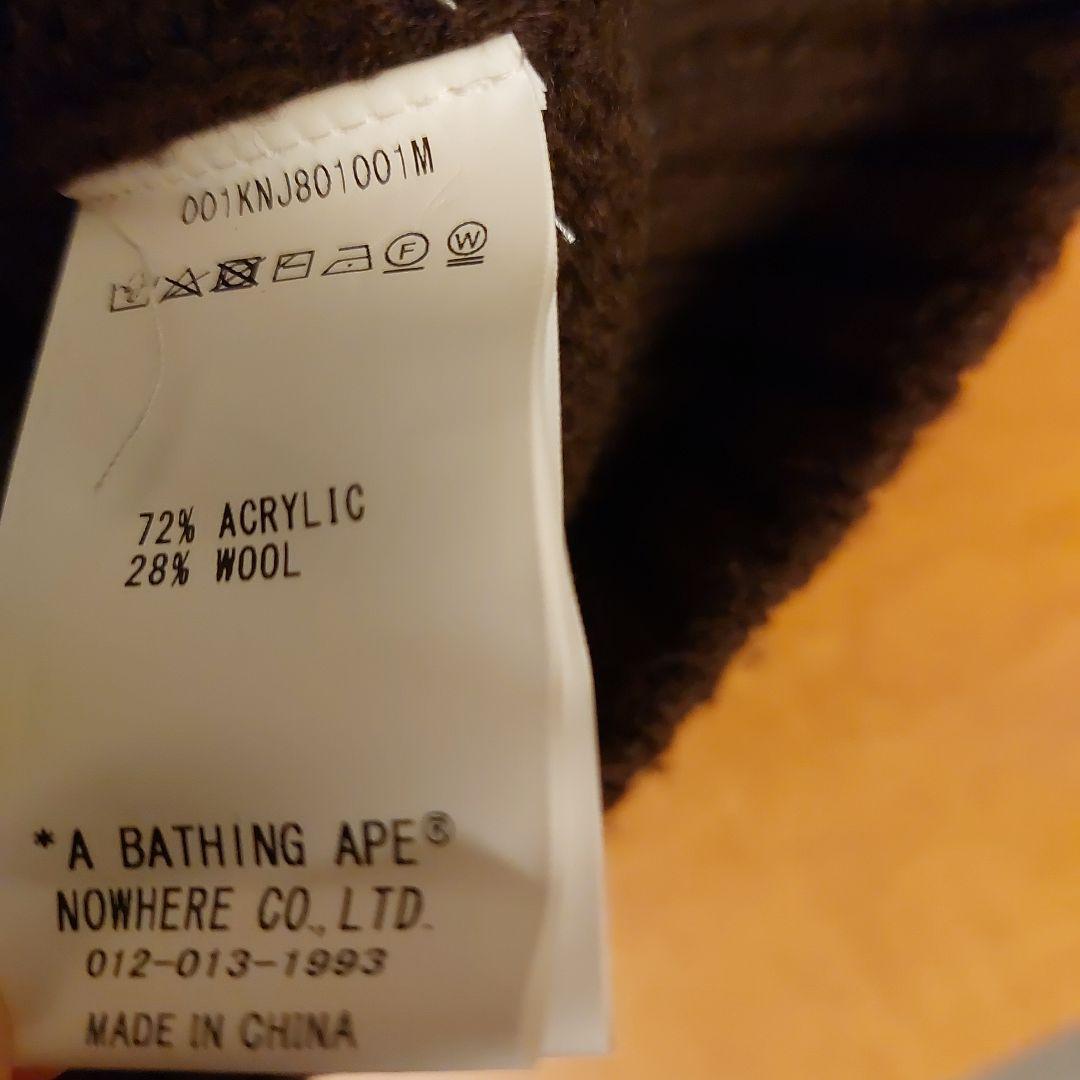 001KNJ801001M
F W
72% ACRYLIC
28% WOOL
*A BATHING APE®
NOWHERE CO.,LTD.
012-013-1993
MADE IN CHINA